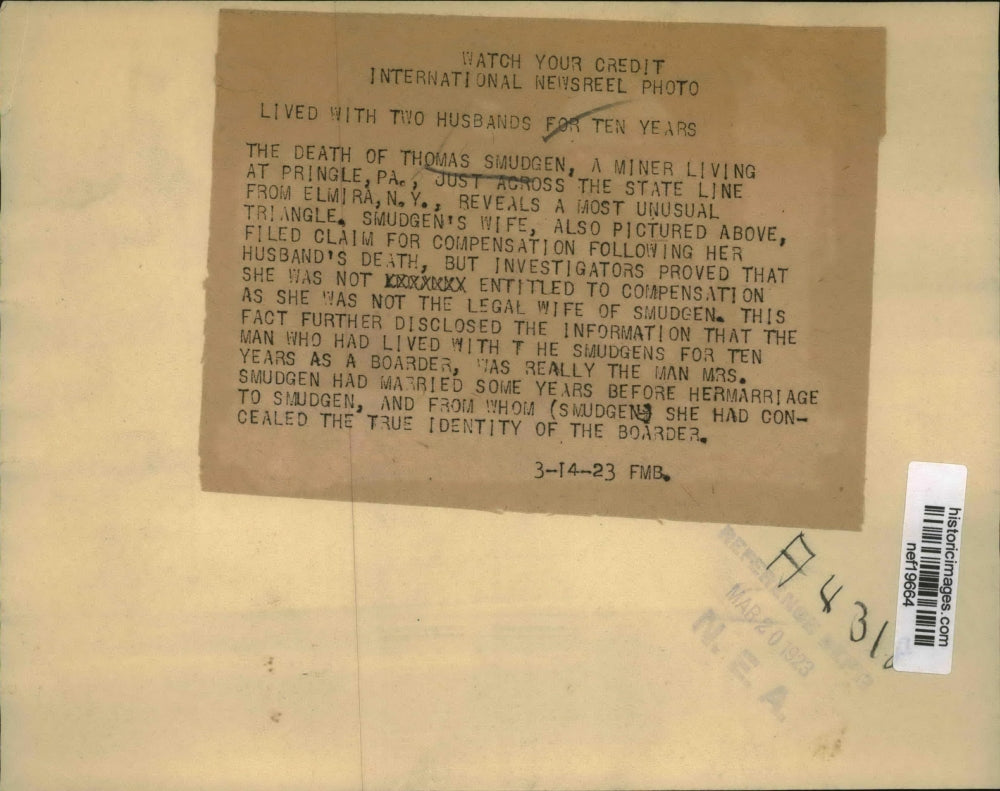 WATCH YOUR CREDIT
INTERNATIONAL NEWSREEL PHOTO
LIVED WITH TWO HUSBANDS FOR TEN YEARS
THE DEATH OF THOMAS SMUDGEN, A MINER LIVING
AT PRINGLE, PA., JUST ACROSS THE STATE LINE
FROM ELMIRA, N.Y., REVEALS A MOST UNUSUAL
TRIANGLE. SMUDGEN'S WIFE, ALSO PICTURED ABOVE,
FILED CLAIM FOR COMPENSATION FOLLOWING HER
HUSBAND'S DEATH, BUT INVESTIGATORS PROVED THAT
SHE WAS NOT XXXXXXX ENTITLED TO COMPENSATION
AS SHE WAS NOT THE LEGAL WIFE OF SMUDGEN. THIS
FACT FURTHER DISCLOSED THE INFORMATION THAT THE
MAN WHO HAD LIVED WITH T HE SMUDGENS FOR TEN
YEARS AS A BOARDER, WAS REALLY THE MAN MRS.
SMUDGEN HAD MARRIED SOME YEARS BEFORE HERMARRIAGE
TO SMUDGEN, AND FROM WHOM (SMUDGEN) SHE HAD CON-
CEALED THE TRUE IDENTITY OF THE BOARDER.
3-14-23 FMB.
REFERENCE DEPT
MAR 20 1923
N. E. A.
A 431
historicimages.com
nef19664